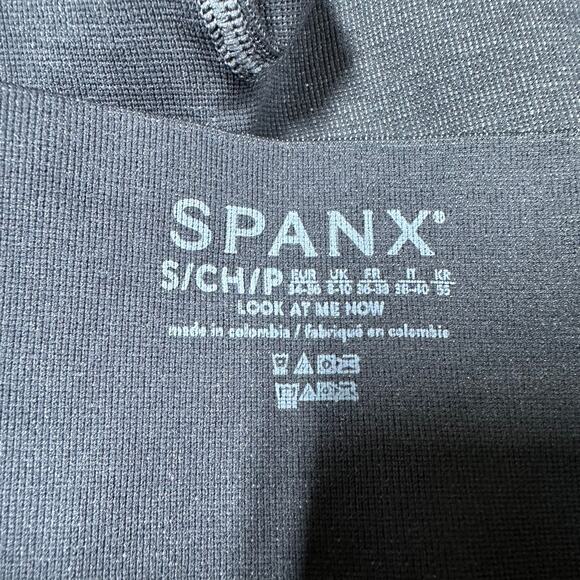 SPANX®
S/CH/P EUR UK FR IT KR
34-36 8-10 36-38 38-40 55
LOOK AT ME NOW
made in colombia / fabriqué en colombie